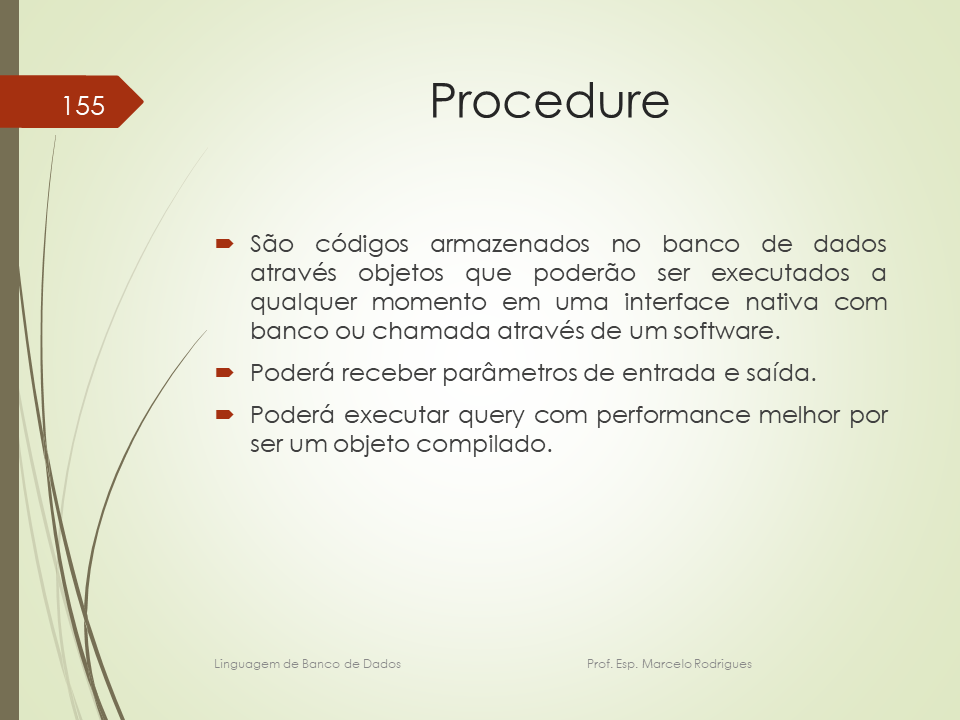 155
Procedure
São códigos armazenados no banco de dados
através objetos que poderão ser executados a
qualquer momento em uma interface nativa com
banco ou chamada através de um software.
Poderá receber parâmetros de entrada e saída.
Poderá executar query com performance melhor por
ser um objeto compilado.
Linguagem de Banco de Dados Prof. Esp. Marcelo Rodrigues